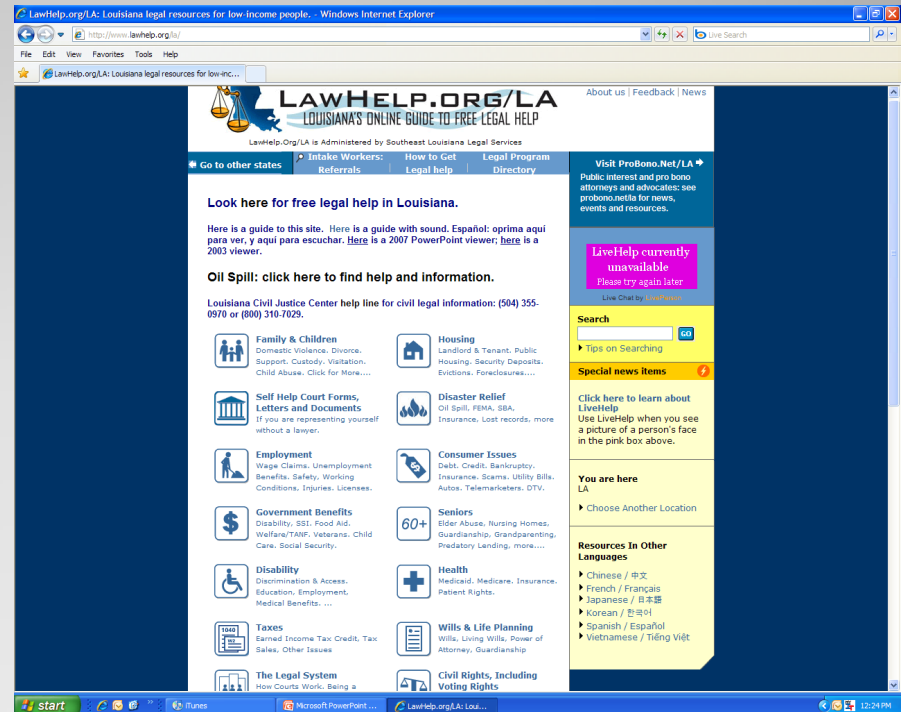 LawHelp.org/LA: Louisiana legal resources for low-income people. - Windows Internet Explorer
http://www.lawhelp.org/la/
Live Search
File Edit View Favorites Tools Help
LawHelp.org/LA: Louisiana legal resources for low-inc...
About us | Feedback | News
LAWHELP.ORG/LA
LOUISIANA'S ONLINE GUIDE TO FREE LEGAL HELP
LawHelp.Org/LA is Administered by Southeast Louisiana Legal Services
Go to other states
Intake Workers:
Referrals
How to Get
Legal help
Legal Program
Directory
Look here for free legal help in Louisiana.
Here is a guide to this site. Here is a guide with sound. Español: oprima aquí
para ver, y aquí para escuchar. Here is a 2007 PowerPoint viewer; here is a
2003 viewer.
Oil Spill: click here to find help and information.
Louisiana Civil Justice Center help line for civil legal information: (504) 355-
0970 or (800) 310-7029.
Family & Children
Domestic Violence. Divorce.
Support. Custody. Visitation.
Child Abuse. Click for More....
Housing
Landlord & Tenant. Public
Housing. Security Deposits.
Evictions. Foreclosures....
Self Help Court Forms,
Letters and Documents
If you are representing yourself
without a lawyer.
Disaster Relief
Oil Spill, FEMA, SBA.
Insurance, Lost records, more
Employment
Wage Claims. Unemployment
Benefits. Safety, Working
Conditions, Injuries. Licenses.
Consumer Issues
Debt. Credit. Bankruptcy.
Insurance. Scams. Utility Bills.
Autos. Telemarketers. DTV.
Government Benefits
Disability, SSI. Food Aid.
Welfare/TANF. Veterans. Child
Care. Social Security.
60+
Seniors
Elder Abuse, Nursing Homes,
Guardianship, Grandparenting,
Predatory Lending, more....
Disability
Discrimination & Access.
Education, Employment,
Medical Benefits. ...
Health
Medicaid. Medicare. Insurance.
Patient Rights.
1040
Taxes
Earned Income Tax Credit, Tax
Sales, Other Issues
Wills & Life Planning
Wills, Living Wills, Power of
Attorney, Guardianship
The Legal System
How Courts Work. Being a
Civil Rights, Including
Voting Rights
Visit ProBono.Net/LA
Public interest and pro bono
attorneys and advocates: see
probono.net/la for news,
events and resources.
LiveHelp currently
unavailable
Please try again later
Live Chat by LivePerson
Search
GO
Tips on Searching
Special news items
Click here to learn about
LiveHelp
Use LiveHelp when you see
a picture of a person's face
in the pink box above.
You are here
LA
Choose Another Location
Resources In Other
Languages
Chinese / 中文
French / Français
Japanese / 日本語
Korean / 한국어
Spanish / Español
Vietnamese / Tiếng Việt
start
iTunes
Microsoft PowerPoint ...
LawHelp.org/LA: Loui...
12:24 PM